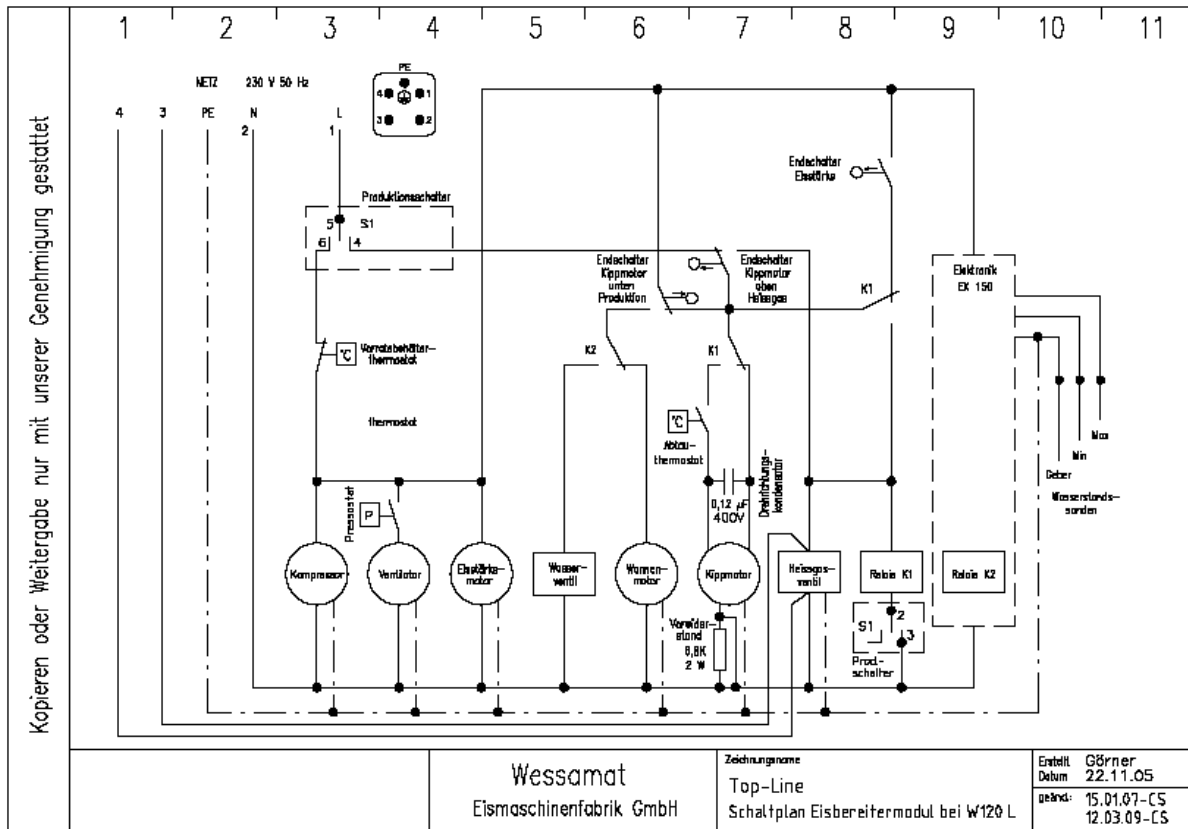 1 2 3 4 5 6 7 8 9 10 11
Kopieren oder Weitergabe nur mit unserer Genehmigung gestattet
NETZ 230 V 50 Hz
PE
4 1
3 2
4 3 PE N L
2 1
Produktionsschalter
5 S1
6 4
Endschalter
Eisstärke
Endschalter
Kippmotor
unten
Produktion
Endschalter
Kippmotor
oben
Heissgas
K1
Elektronik
EX 150
°C
Vorratsbehälter-
thermostat
thermostat
K2
K1
°C
Abtau-
thermostat
Max
Min
Geber
Wasserstands-
sonden
Pressostat
P
0,12 µF
400V
Drehrichtungs-
kondensator
Kompressor
Ventilator
Eisstärke-
motor
Wasser-
ventil
Wannen-
motor
Kippmotor
Heissgas-
ventil
Relais K1
Relais K2
Vorwider-
stand
6,8K
2 W
S1 2
3
Prod.-
schalter
Wessamat
Eismaschinenfabrik GmbH
Zeichnungsname
Top-Line
Schaltplan Eisbereitermodul bei W120 L
Erstellt Görner
Datum 22.11.05
geänd.: 15.01.07-CS
12.03.09-CS